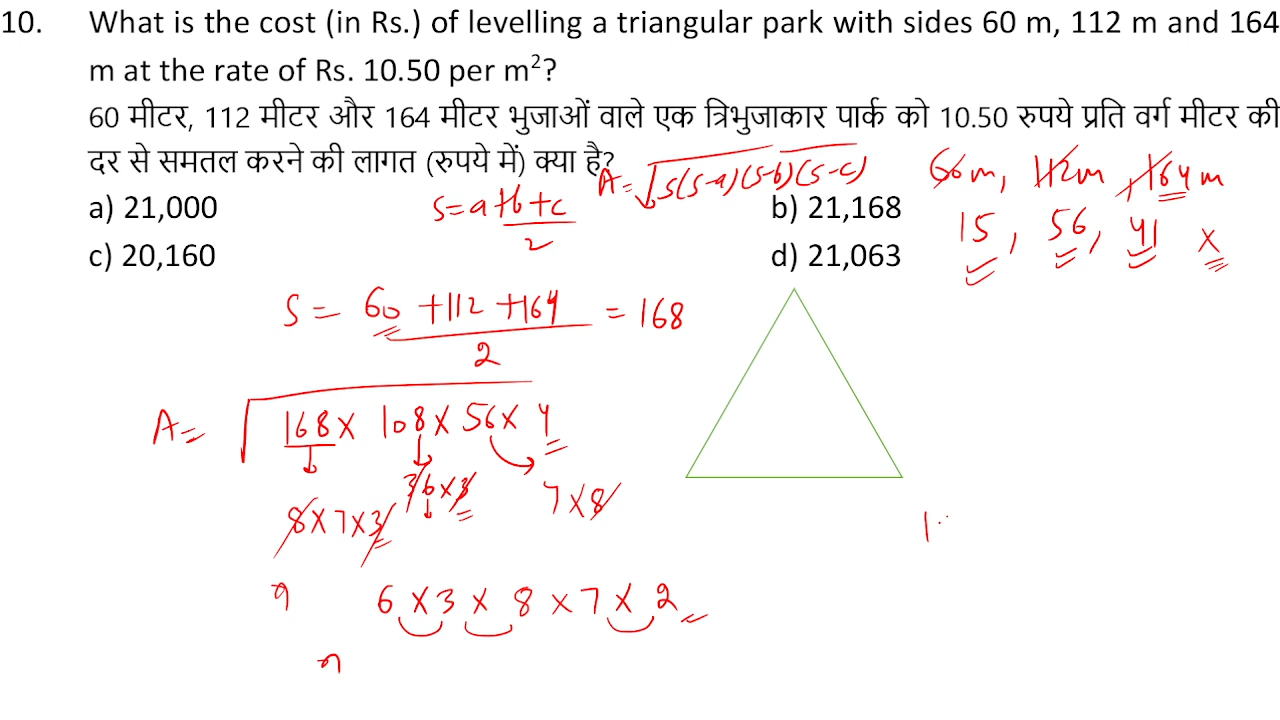 10. What is the cost (in Rs.) of levelling a triangular park with sides 60 m, 112 m and 164
m at the rate of Rs. 10.50 per m²?
60 मीटर, 112 मीटर और 164 मीटर भुजाओं वाले एक त्रिभुजाकार पार्क को 10.50 रुपये प्रति वर्ग मीटर की
दर से समतल करने की लागत (रुपये में) क्या है?
A = √s(s-a)(s-b)(s-c)
60m, 112m, 164m
a) 21,000
s = a+b+c
2
b) 21,168
15, 56, 41 ×
c) 20,160
d) 21,063
S = 60 + 112 + 164 = 168
2
A = √168 × 108 × 56 × 4
36 × 3
7 × 8
8 × 7 × 3
6 × 3 × 8 × 7 × 2